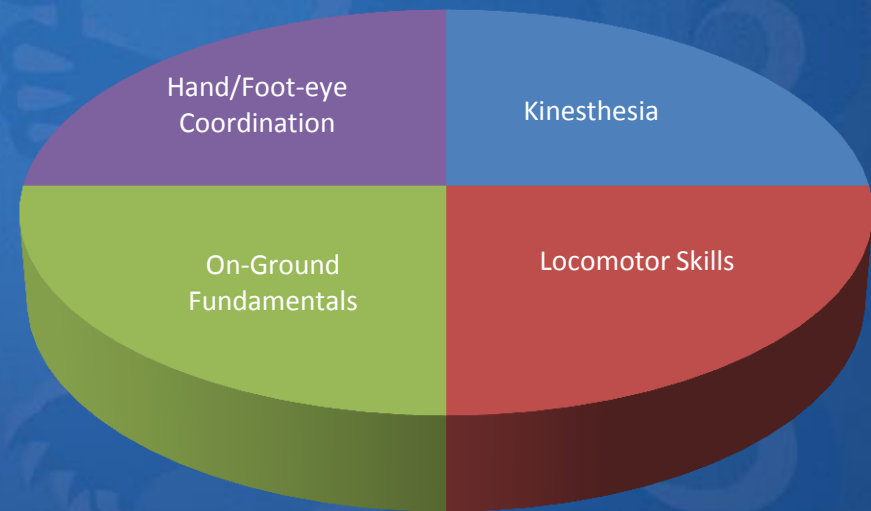 Hand/Foot-eye
Coordination
Kinesthesia
On-Ground
Fundamentals
Locomotor Skills